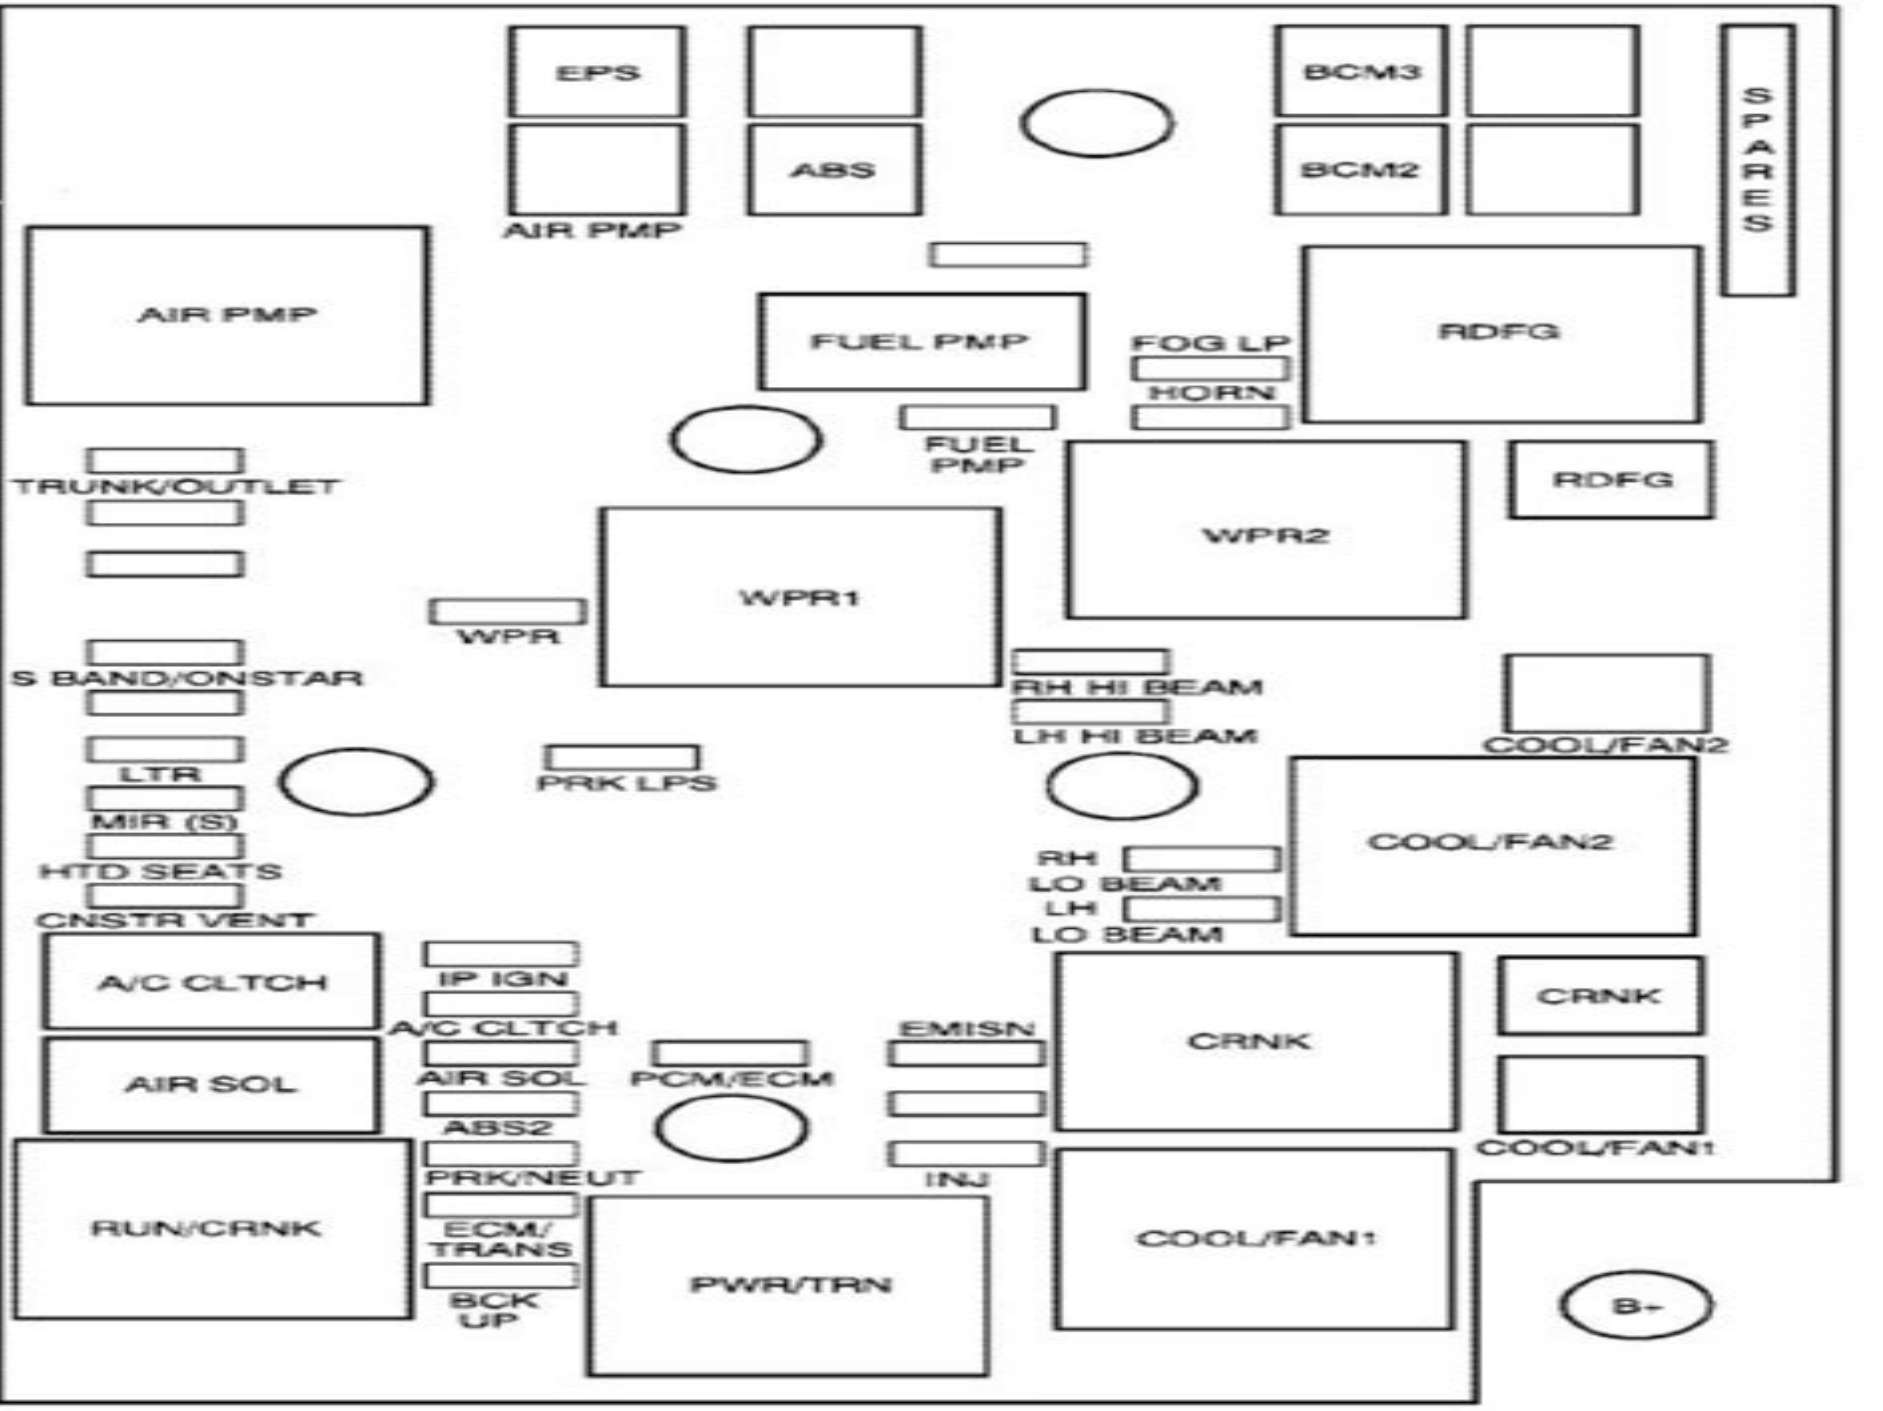 EPS
BCM3
ABS
BCM2
SPARES
AIR PMP
AIR PMP
FUEL PMP
FOG LP
RDFG
HORN
FUEL
PMP
TRUNK/OUTLET
RDFG
WPR2
WPR1
WPR
S BAND/ONSTAR
RH HI BEAM
LH HI BEAM
COOL/FAN2
LTR
PRK LPS
MIR (S)
COOL/FAN2
HTD SEATS
RH
LO BEAM
LH
LO BEAM
CNSTR VENT
A/C CLTCH
IP IGN
CRNK
A/C CLTCH
EMISN
CRNK
AIR SOL
AIR SOL
PCM/ECM
ABS2
COOL/FAN1
PRK/NEUT
INJ
RUN/CRNK
ECM/
TRANS
COOL/FAN1
PWR/TRN
BCK
UP
B+